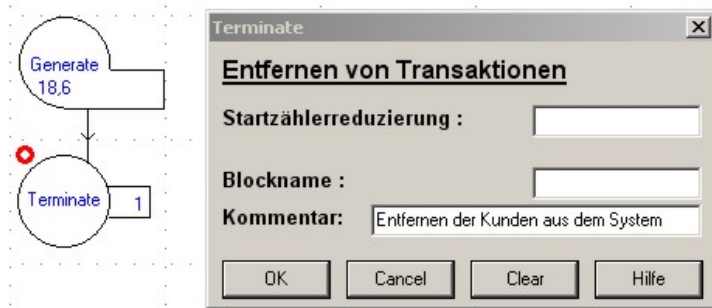 Generate
18,6
Terminate
1
Terminate
Entfernen von Transaktionen
Startzählerreduzierung :
Blockname :
Kommentar: Entfernen der Kunden aus dem System
OK Cancel Clear Hilfe